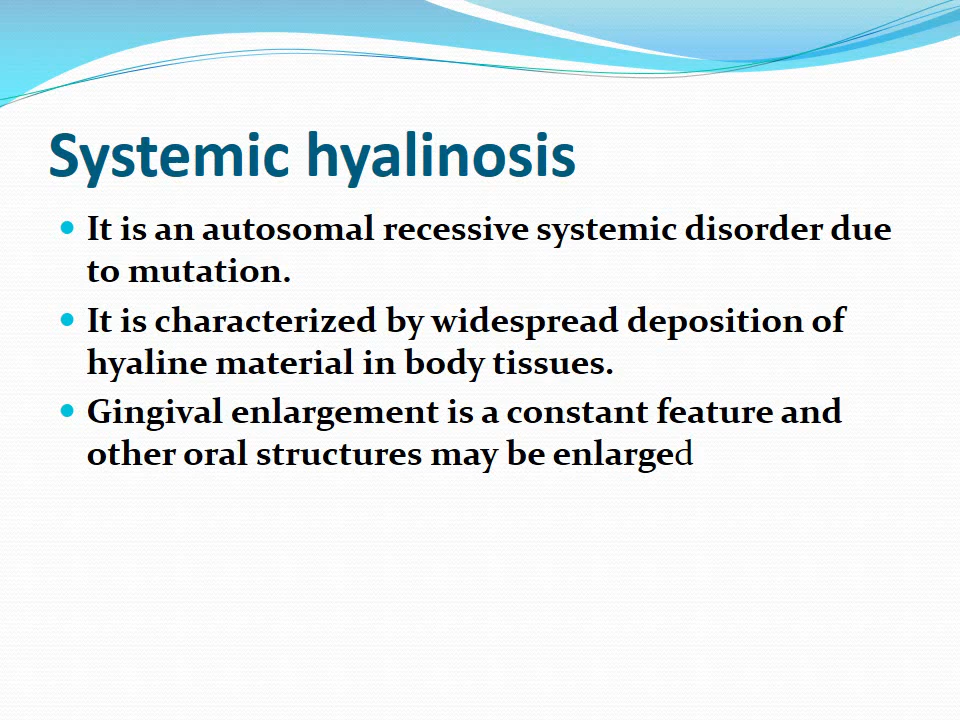 Systemic hyalinosis
It is an autosomal recessive systemic disorder due
to mutation.
It is characterized by widespread deposition of
hyaline material in body tissues.
Gingival enlargement is a constant feature and
other oral structures may be enlarged